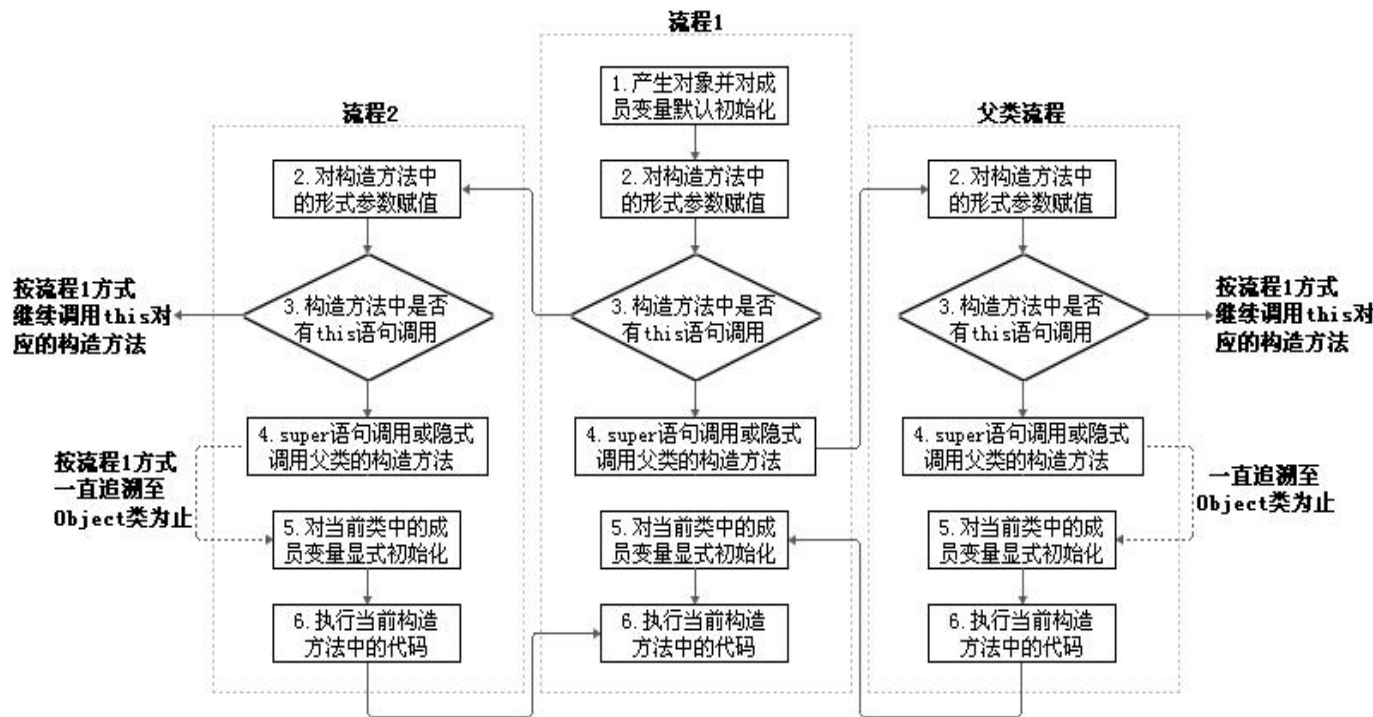 流程1
1.产生对象并对成
员变量默认初始化
2.对构造方法中
的形式参数赋值
3.构造方法中是否
有this语句调用
4.super语句调用或隐式
调用父类的构造方法
5.对当前类中的成
员变量显式初始化
6.执行当前构造
方法中的代码
流程2
2.对构造方法中
的形式参数赋值
3.构造方法中是否
有this语句调用
按流程1方式
继续调用this对
应的构造方法
4.super语句调用或隐式
调用父类的构造方法
按流程1方式
一直追溯至
Object类为止
5.对当前类中的成
员变量显式初始化
6.执行当前构造
方法中的代码
父类流程
2.对构造方法中
的形式参数赋值
3.构造方法中是否
有this语句调用
按流程1方式
继续调用this对
应的构造方法
4.super语句调用或隐式
调用父类的构造方法
一直追溯至
Object类为止
5.对当前类中的成
员变量显式初始化
6.执行当前构造
方法中的代码